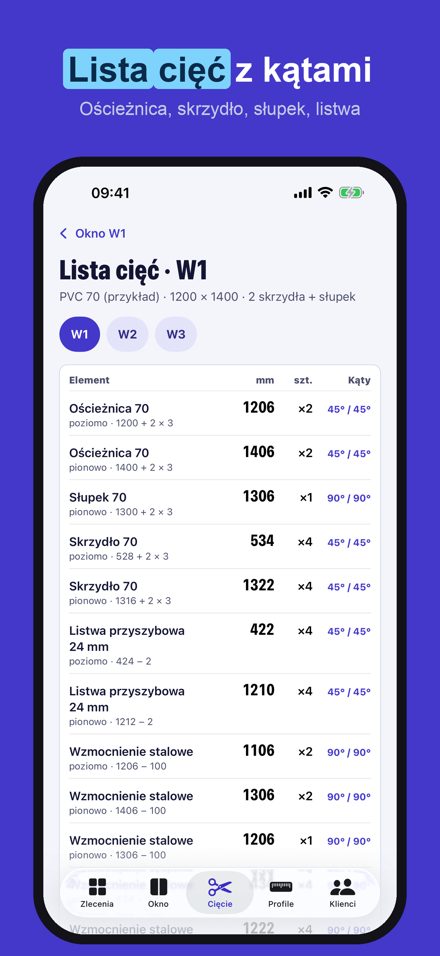 Lista cięć z kątami
Ościeżnica, skrzydło, słupek, listwa
09:41
Okno W1
Lista cięć · W1
PVC 70 (przykład) · 1200 × 1400 · 2 skrzydła + słupek
W1 W2 W3
Element mm szt. Kąty
Ościeżnica 70 1206 ×2 45° / 45°
poziomo · 1200 + 2 × 3
Ościeżnica 70 1406 ×2 45° / 45°
pionowo · 1400 + 2 × 3
Słupek 70 1306 ×1 90° / 90°
pionowo · 1300 + 2 × 3
Skrzydło 70 534 ×4 45° / 45°
poziomo · 528 + 2 × 3
Skrzydło 70 1322 ×4 45° / 45°
pionowo · 1316 + 2 × 3
Listwa przyszybowa 422 ×4 45° / 45°
24 mm
poziomo · 424 − 2
Listwa przyszybowa 1210 ×4 45° / 45°
24 mm
pionowo · 1212 − 2
Wzmocnienie stalowe 1106 ×2 90° / 90°
poziomo · 1206 − 100
Wzmocnienie stalowe 1306 ×2 90° / 90°
pionowo · 1406 − 100
Wzmocnienie stalowe 1206 ×1 90° / 90°
pionowo · 1306 − 100
Zlecenia Okno Cięcie Profile Klienci
Wzmocnienie stalowe 1222 ×4 90° / 90°